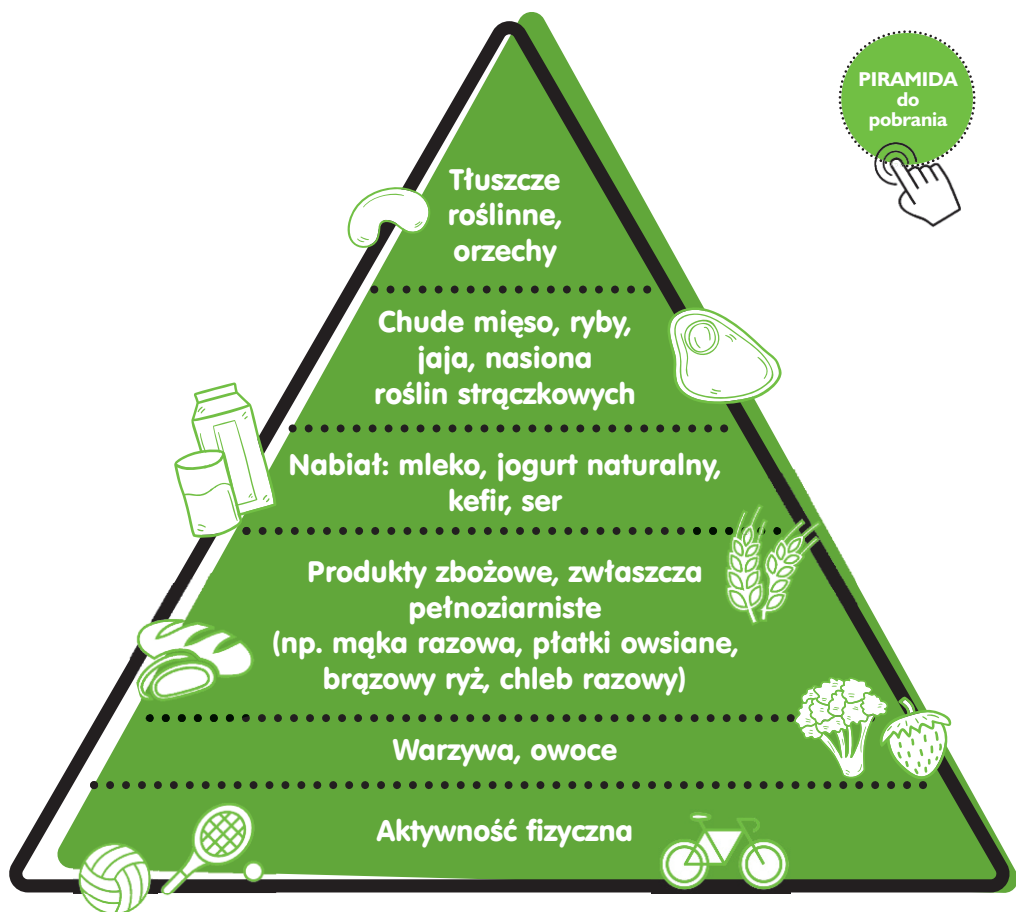 PIRAMIDA
do
pobrania
Tłuszcze
roślinne,
orzechy
Chude mięso, ryby,
jaja, nasiona
roślin strączkowych
Nabiał: mleko, jogurt naturalny,
kefir, ser
Produkty zbożowe, zwłaszcza
pełnoziarniste
(np. mąka razowa, płatki owsiane,
brązowy ryż, chleb razowy)
Warzywa, owoce
Aktywność fizyczna